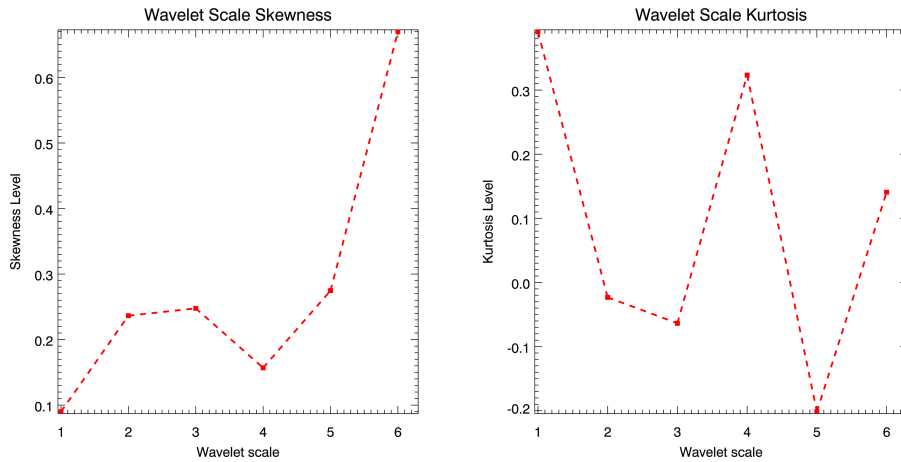 Wavelet Scale Skewness
0.6
0.5
0.4
0.3
0.2
0.1
Skewness Level
1 2 3 4 5 6
Wavelet scale
Wavelet Scale Kurtosis
0.3
0.2
0.1
0.0
-0.1
-0.2
Kurtosis Level
1 2 3 4 5 6
Wavelet scale